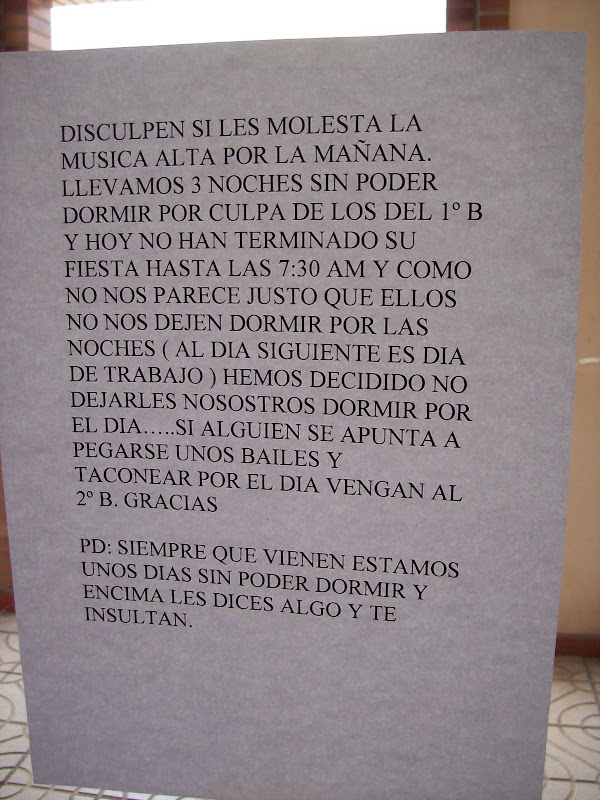 DISCULPEN SI LES MOLESTA LA
MUSICA ALTA POR LA MAÑANA.
LLEVAMOS 3 NOCHES SIN PODER
DORMIR POR CULPA DE LOS DEL 1º B
Y HOY NO HAN TERMINADO SU
FIESTA HASTA LAS 7:30 AM Y COMO
NO NOS PARECE JUSTO QUE ELLOS
NO NOS DEJEN DORMIR POR LAS
NOCHES ( AL DIA SIGUIENTE ES DIA
DE TRABAJO ) HEMOS DECIDIDO NO
DEJARLES NOSOSTROS DORMIR POR
EL DIA…..SI ALGUIEN SE APUNTA A
PEGARSE UNOS BAILES Y
TACONEAR POR EL DIA VENGAN AL
2º B. GRACIAS
PD: SIEMPRE QUE VIENEN ESTAMOS
UNOS DIAS SIN PODER DORMIR Y
ENCIMA LES DICES ALGO Y TE
INSULTAN.